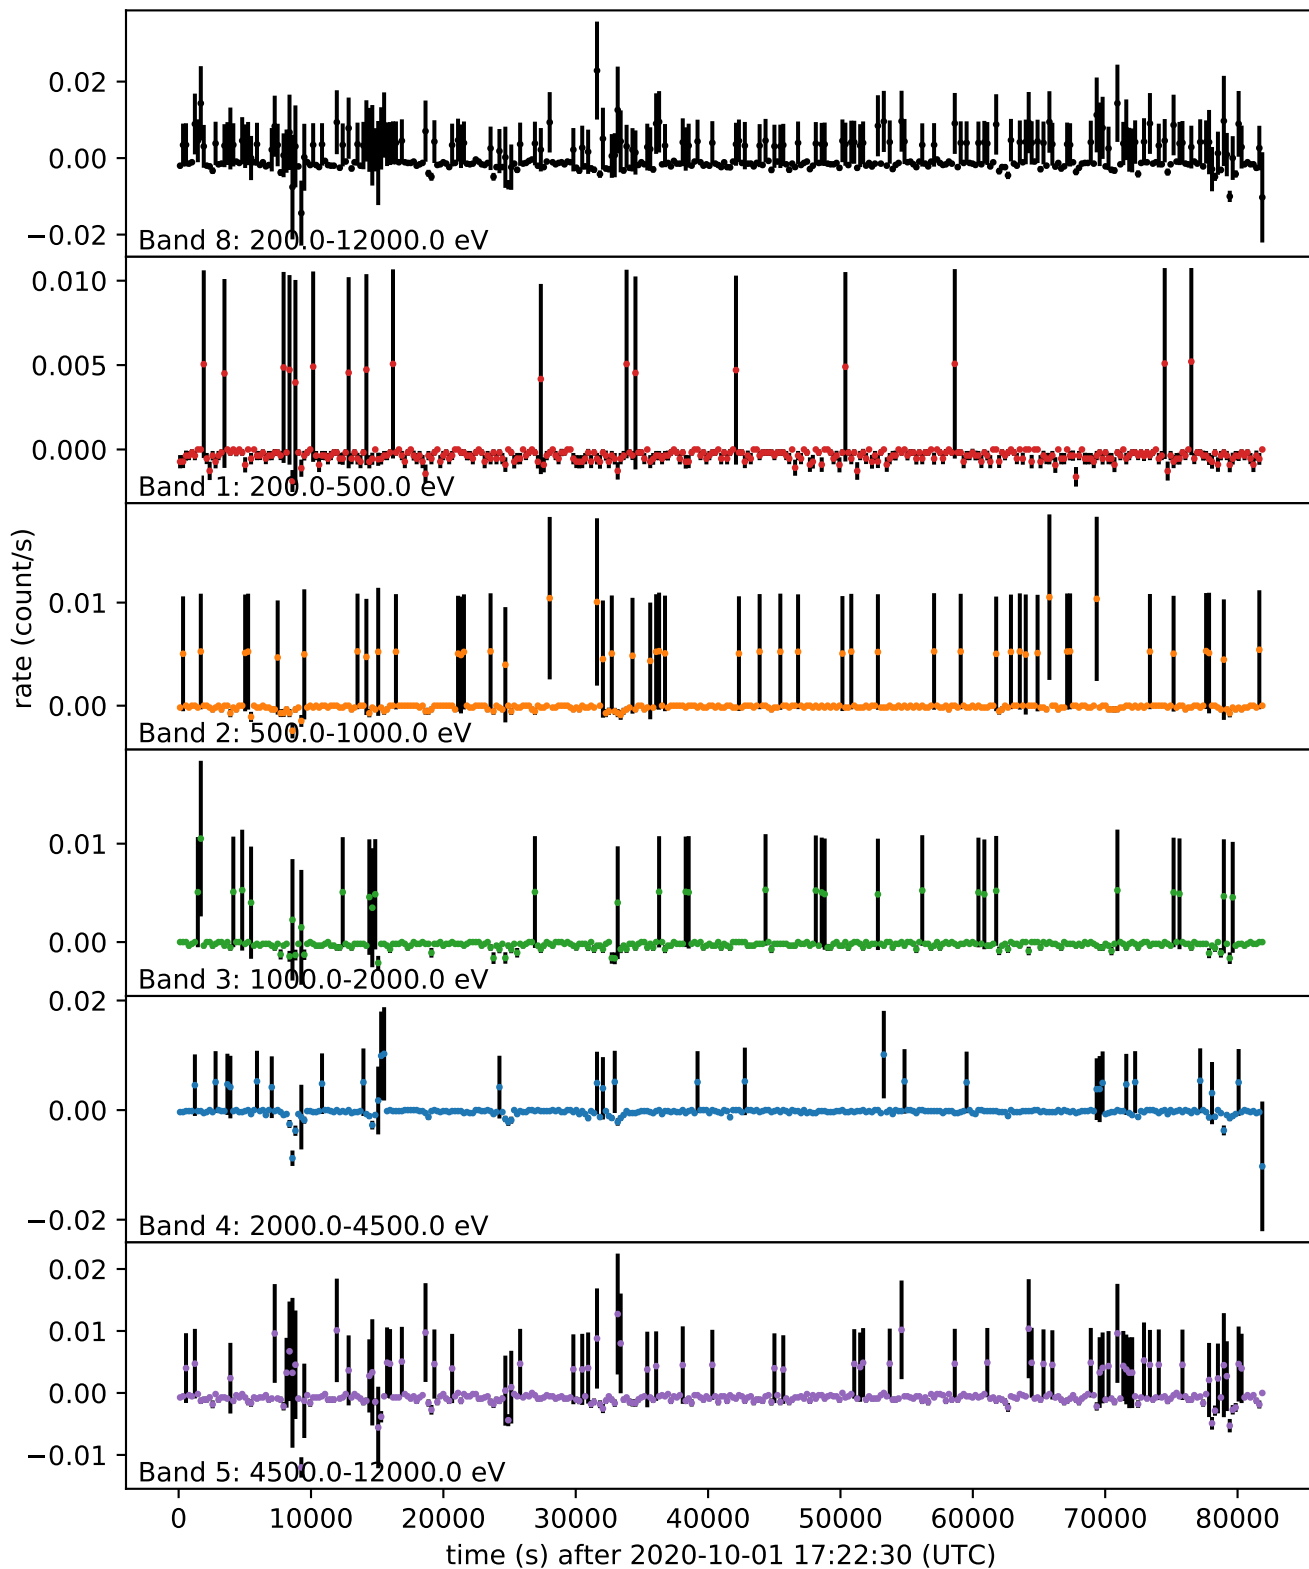 0.02
0.00
−0.02
Band 8: 200.0-12000.0 eV
0.010
0.005
0.000
Band 1: 200.0-500.0 eV
rate (count/s)
0.01
0.00
Band 2: 500.0-1000.0 eV
0.01
0.00
Band 3: 1000.0-2000.0 eV
0.02
0.00
−0.02
Band 4: 2000.0-4500.0 eV
0.02
0.01
0.00
−0.01
Band 5: 4500.0-12000.0 eV
0 10000 20000 30000 40000 50000 60000 70000 80000
time (s) after 2020-10-01 17:22:30 (UTC)